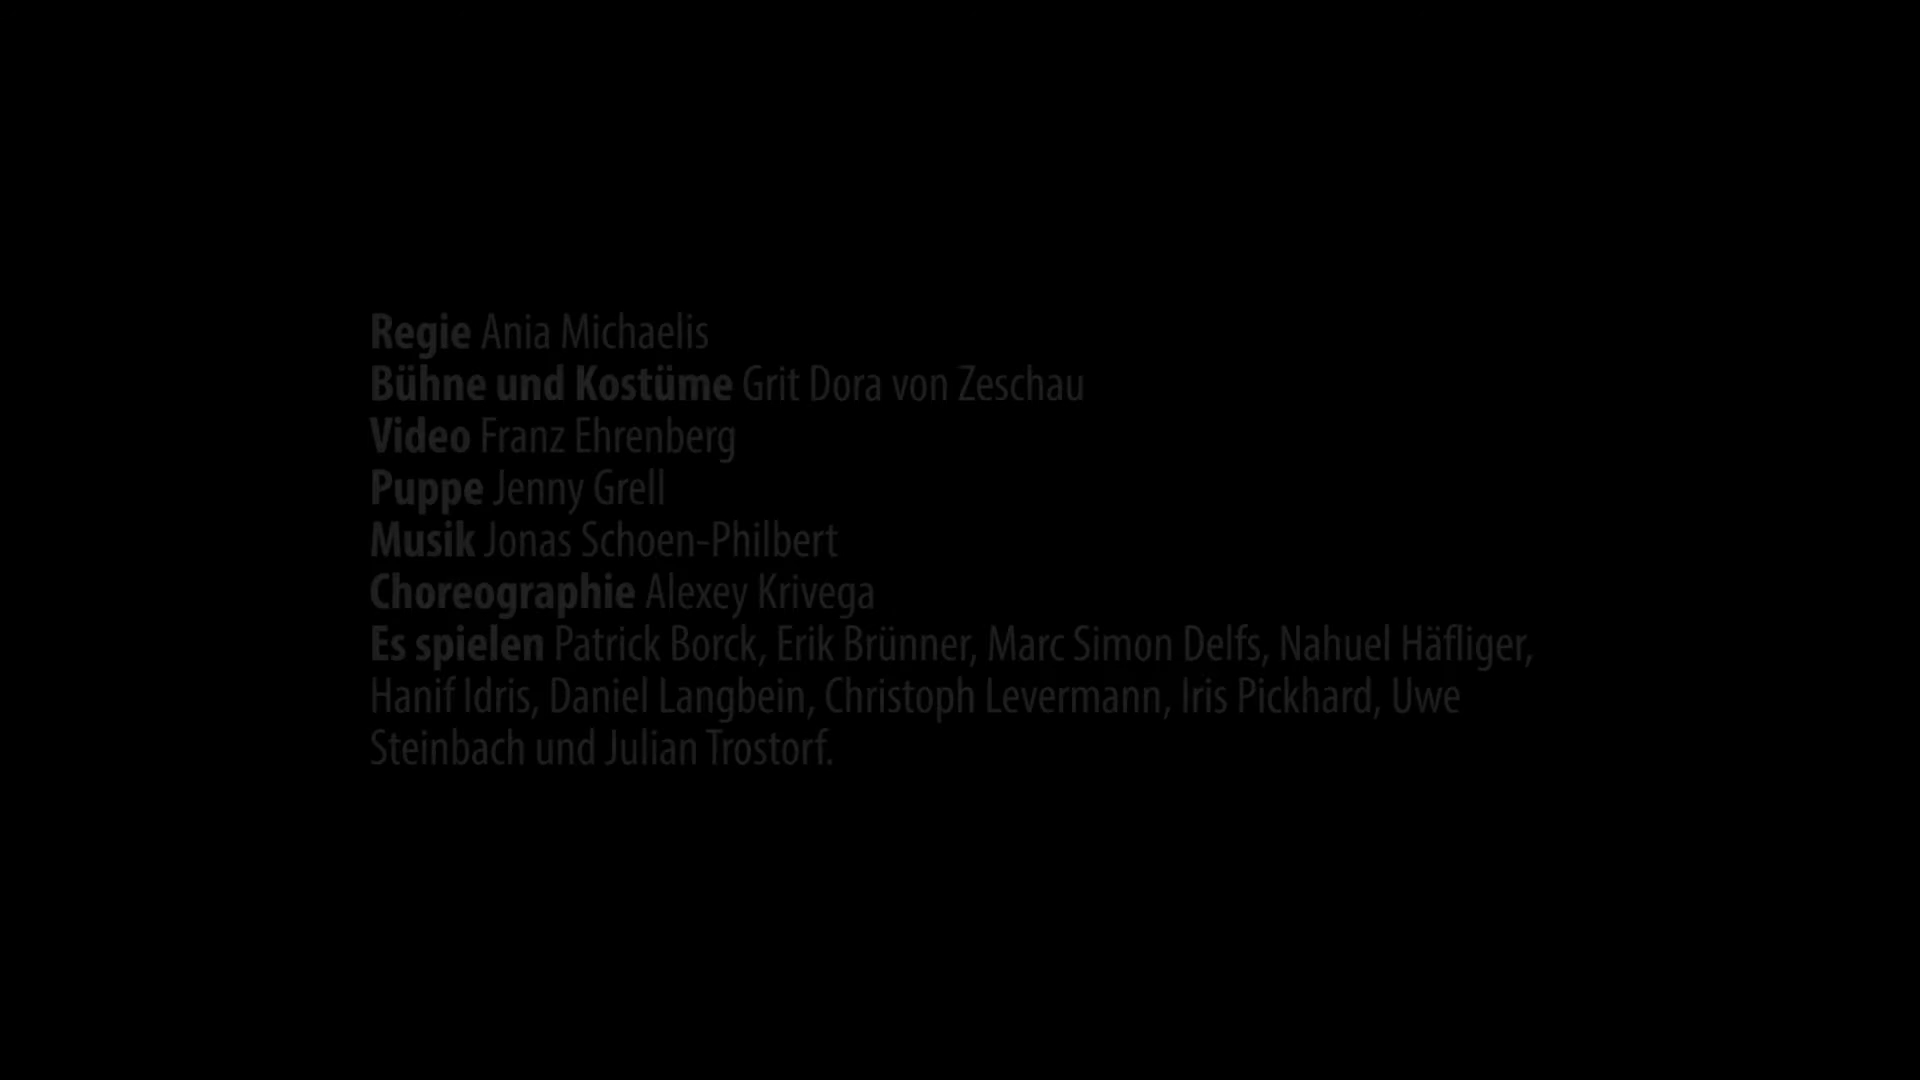 Regie Ania Michaelis
Bühne und Kostüme Grit Dora von Zeschau
Video Franz Ehrenberg
Puppe Jenny Grell
Musik Jonas Schoen-Philbert
Choreographie Alexey Krivega
Es spielen Patrick Borck, Erik Brünner, Marc Simon Delfs, Nahuel Häfliger,
Hanif Idris, Daniel Langbein, Christoph Levermann, Iris Pickhard, Uwe
Steinbach und Julian Trostorf.